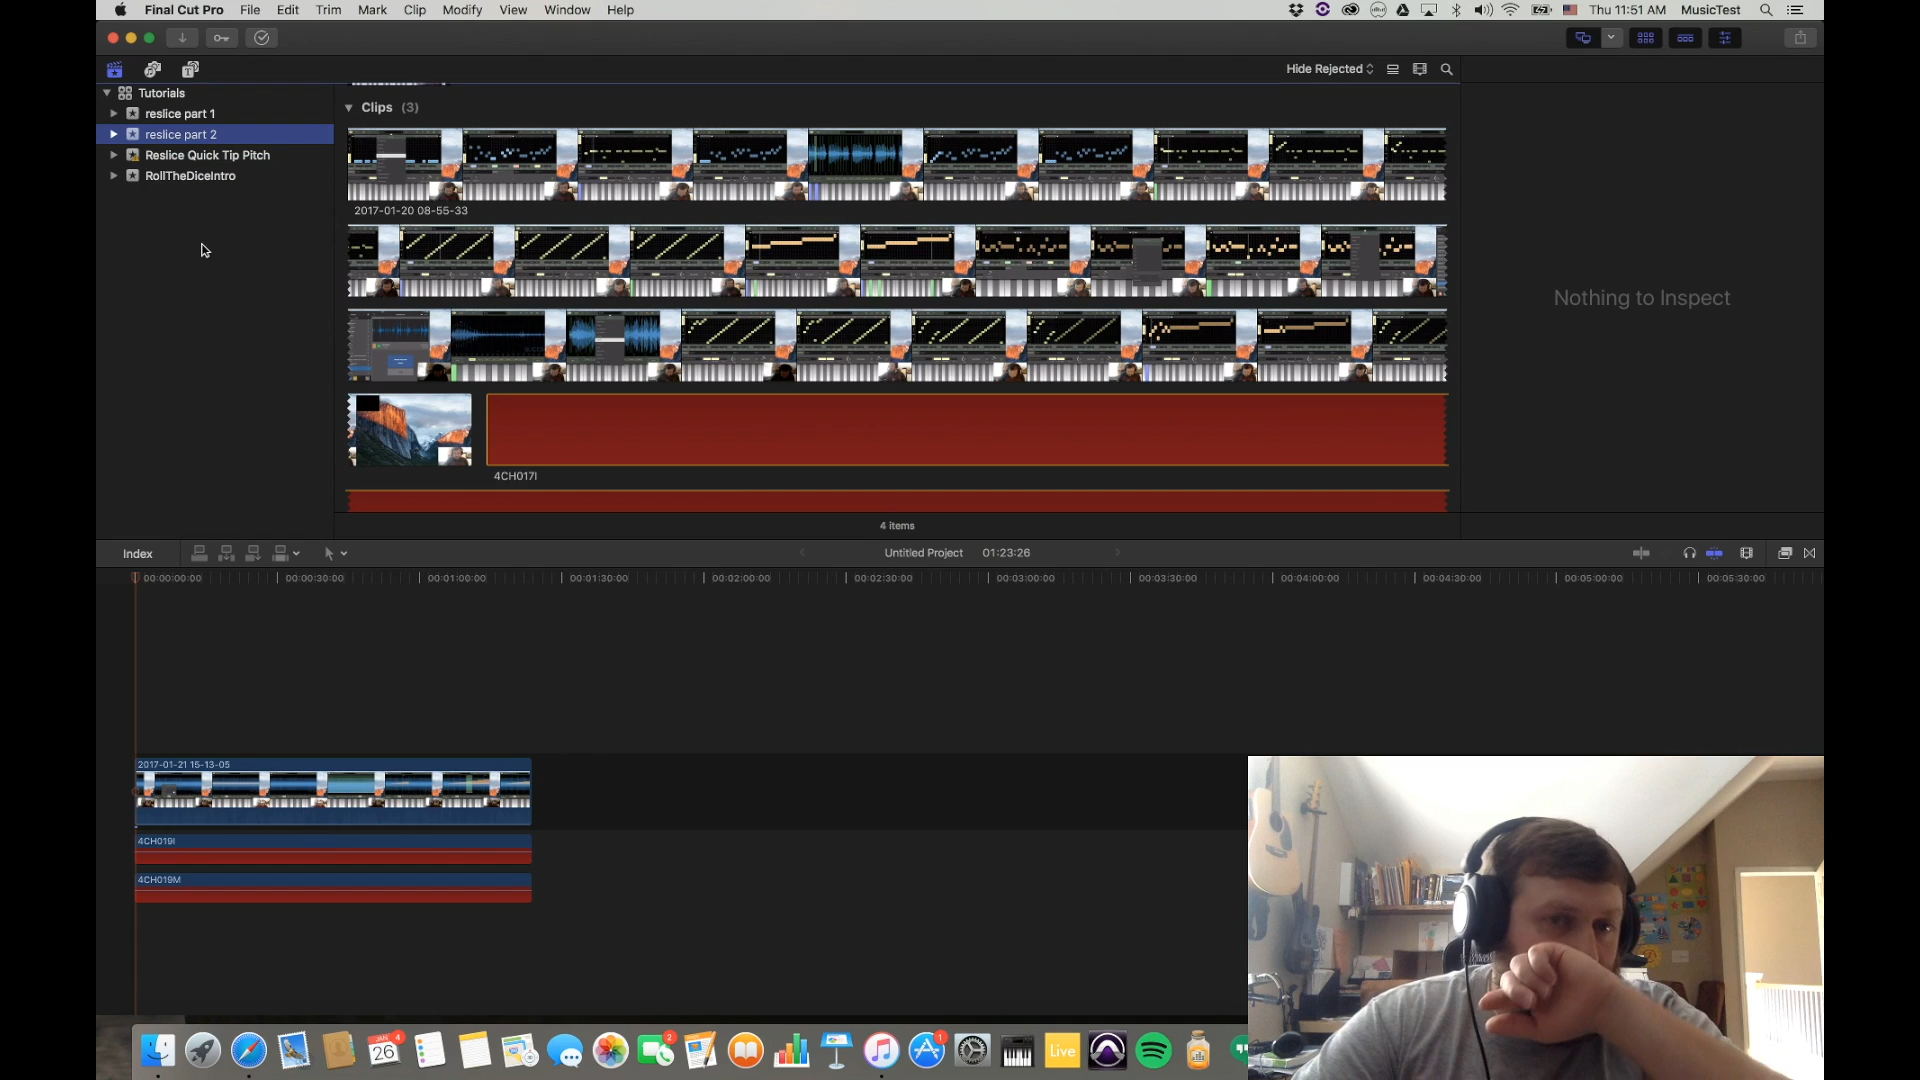 Final Cut Pro File Edit Trim Mark Clip Modify View Window Help Thu 11:51 AM MusicTest
Hide Rejected
Tutorials
reslice part 1
reslice part 2
Reslice Quick Tip Pitch
RollTheDiceIntro
Clips (3)
2017-01-20 08-55-33
4CH017I
Nothing to Inspect
4 items
Index
Untitled Project 01:23:26
00:00:00:00 00:00:30:00 00:01:00:00 00:01:30:00 00:02:00:00 00:02:30:00 00:03:00:00 00:03:30:00 00:04:00:00 00:04:30:00 00:05:00:00 00:05:30:00
2017-01-21 15-13-05
4CH019I
4CH019M
4
JAN
26
2
1
Live